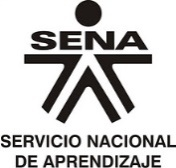 SENA
SERVICIO NACIONAL
DE APRENDIZAJE